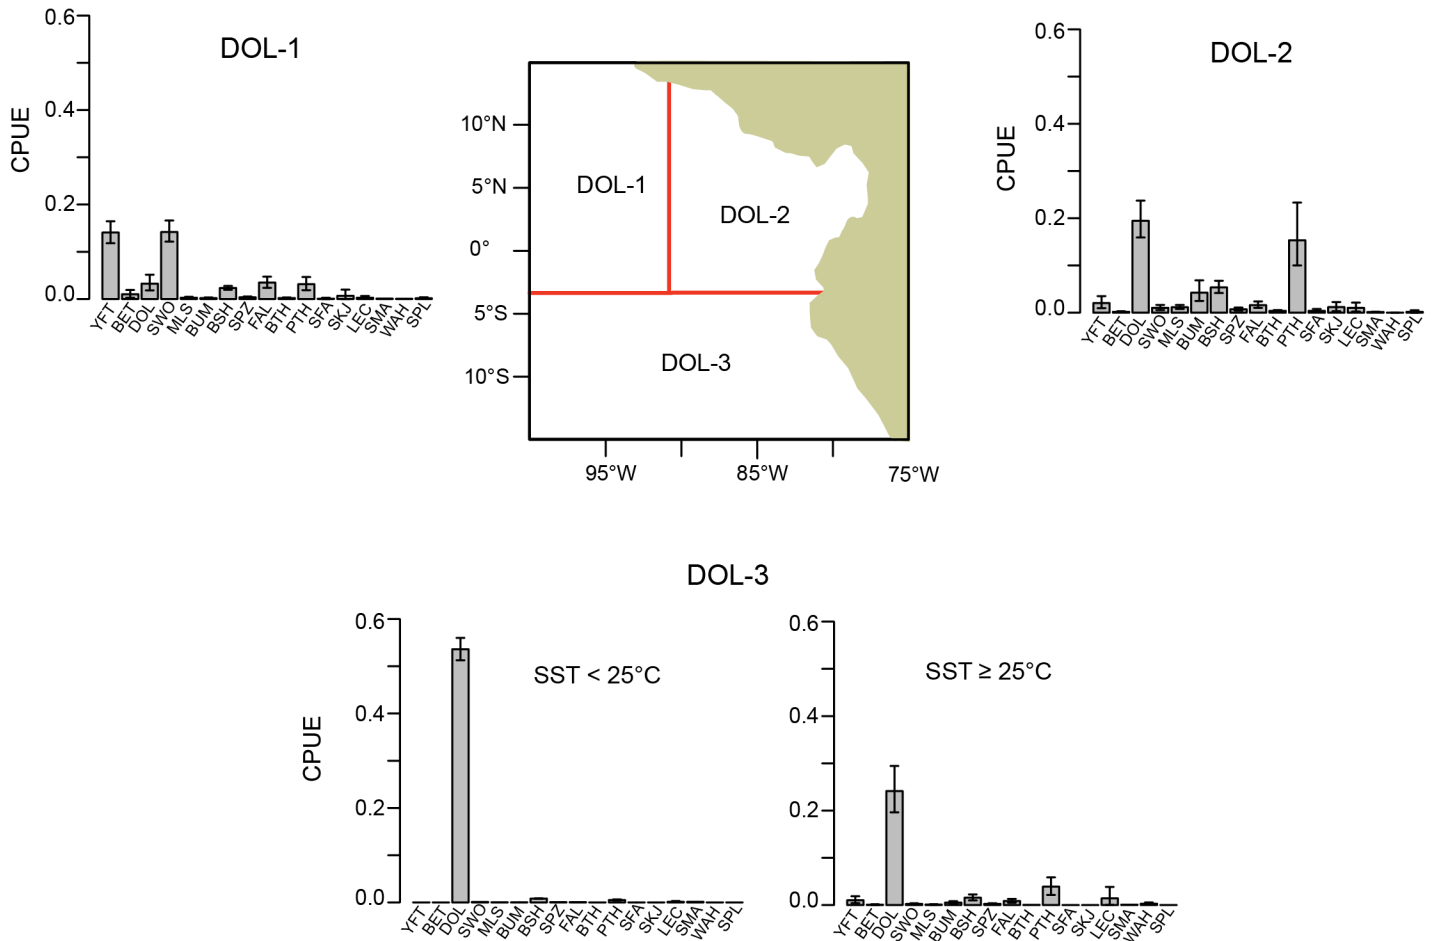 DOL-1
CPUE
0.6
0.4
0.2
0.0
YFT
BET
DOL
SWO
MLS
BUM
BSH
SPZ
FAL
BTH
PTH
SFA
SKJ
LEC
SMA
WAH
SPL
10°N
5°N
0°
5°S
10°S
DOL-1
DOL-2
DOL-3
95°W
85°W
75°W
DOL-2
CPUE
0.6
0.4
0.2
0.0
YFT
BET
DOL
SWO
MLS
BUM
BSH
SPZ
FAL
BTH
PTH
SFA
SKJ
LEC
SMA
WAH
SPL
DOL-3
SST < 25°C
CPUE
0.6
0.4
0.2
0.0
YFT
BET
DOL
SWO
MLS
BUM
BSH
SPZ
FAL
BTH
PTH
SFA
SKJ
LEC
SMA
WAH
SPL
SST ≥ 25°C
0.6
0.4
0.2
0.0
YFT
BET
DOL
SWO
MLS
BUM
BSH
SPZ
FAL
BTH
PTH
SFA
SKJ
LEC
SMA
WAH
SPL